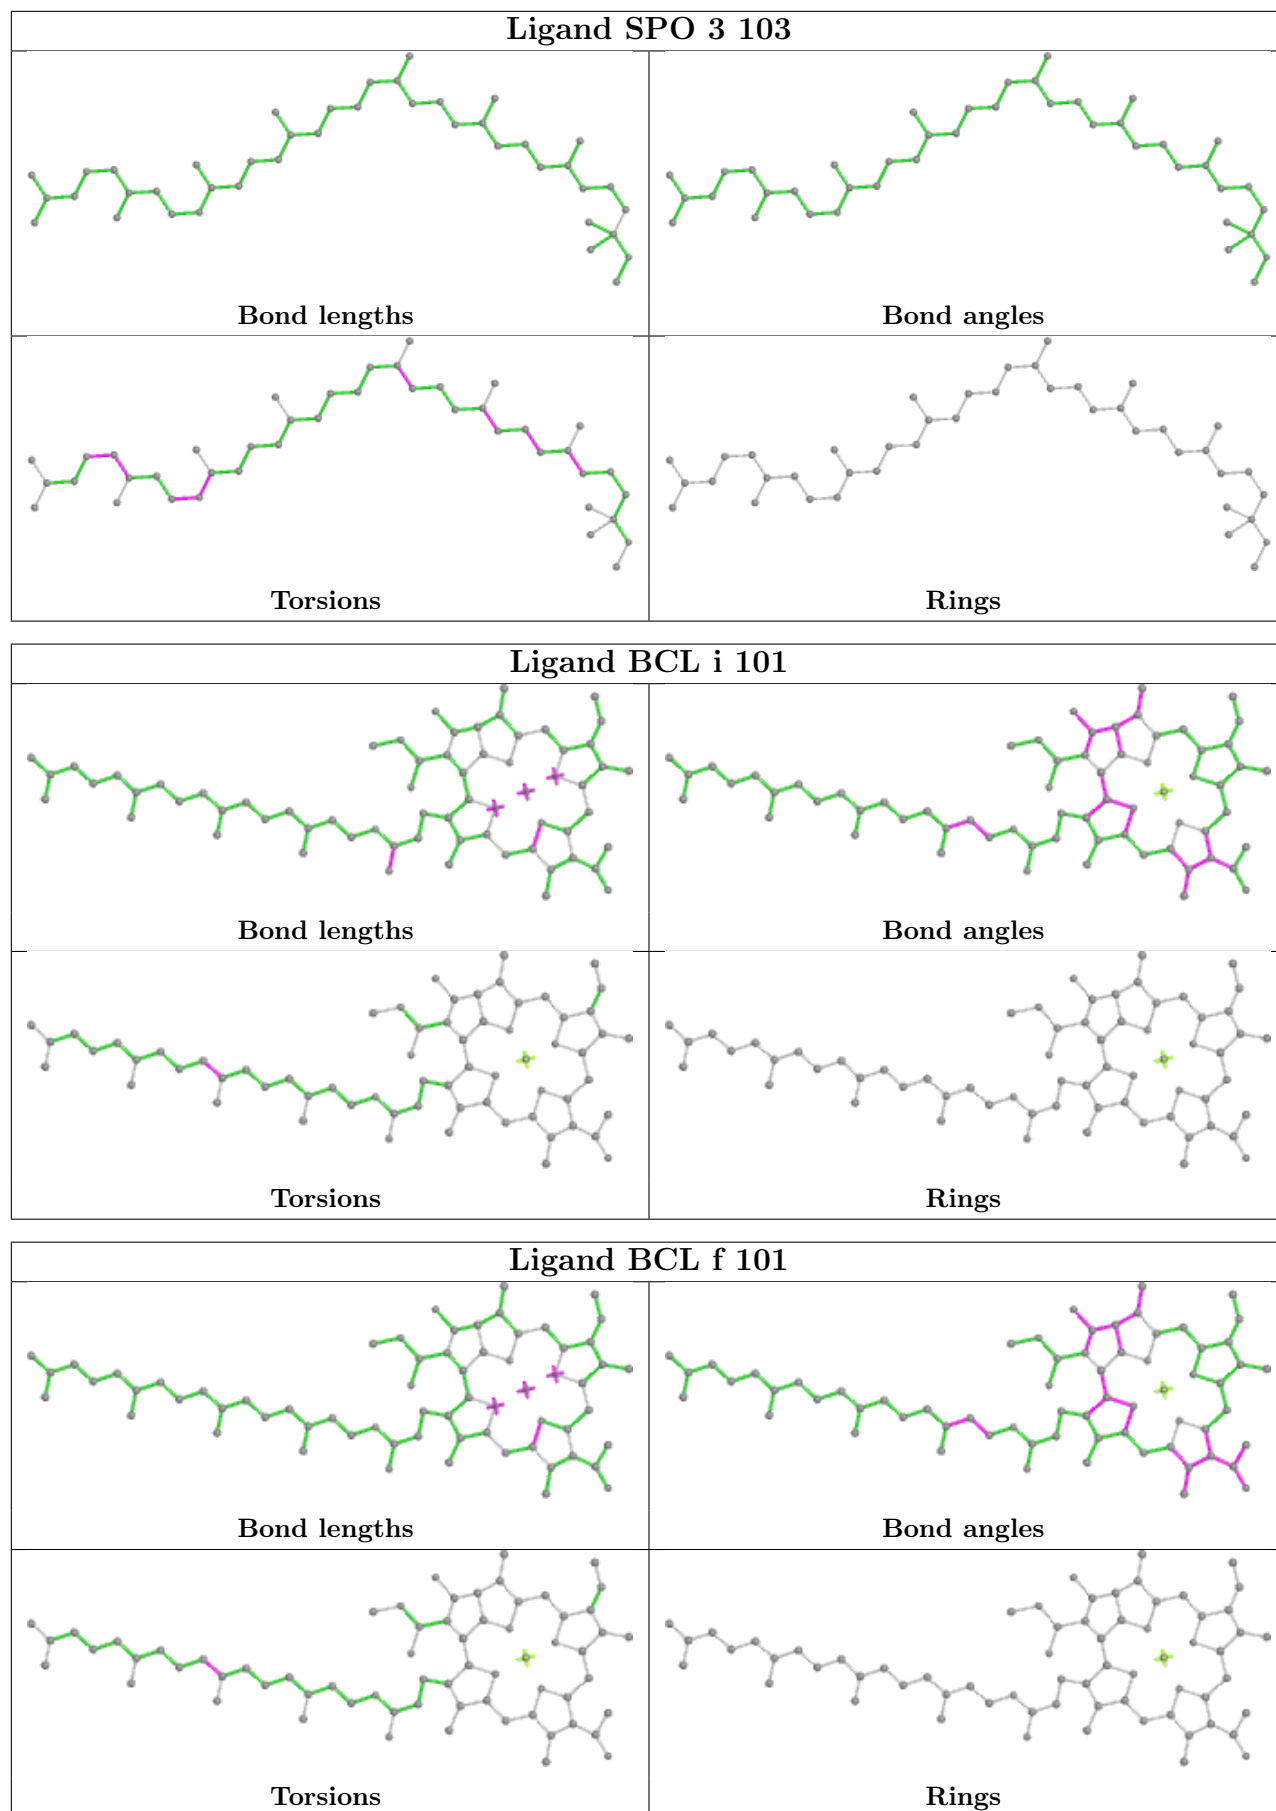 Ligand SPO 3 103
Bond lengths
Bond angles
Torsions
Rings
Ligand BCL i 101
Bond lengths
Bond angles
Torsions
Rings
Ligand BCL f 101
Bond lengths
Bond angles
Torsions
Rings